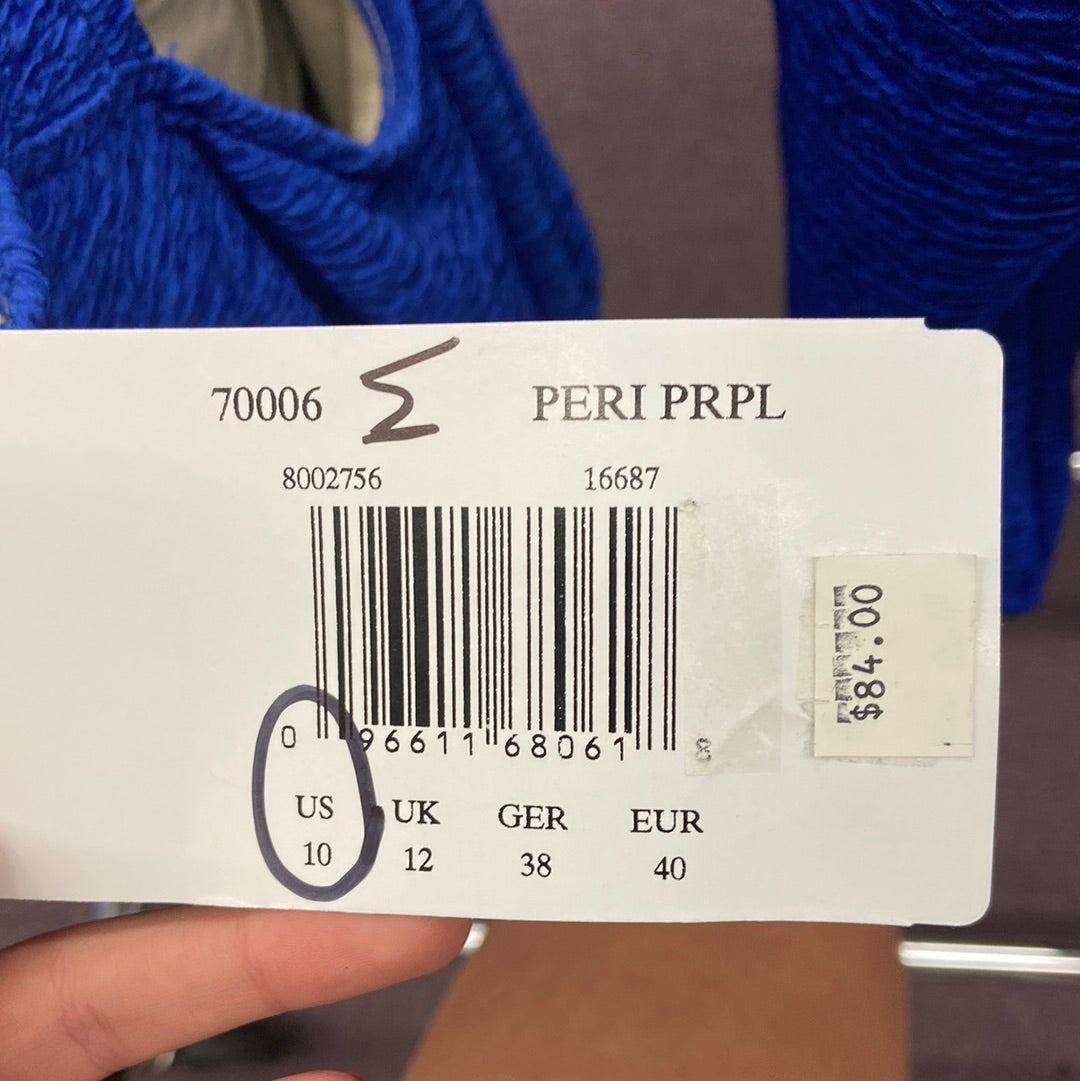 70006 M PERI PRPL
8002756 16687
0 96611 68061 8
US UK GER EUR
10 12 38 40
$84.00